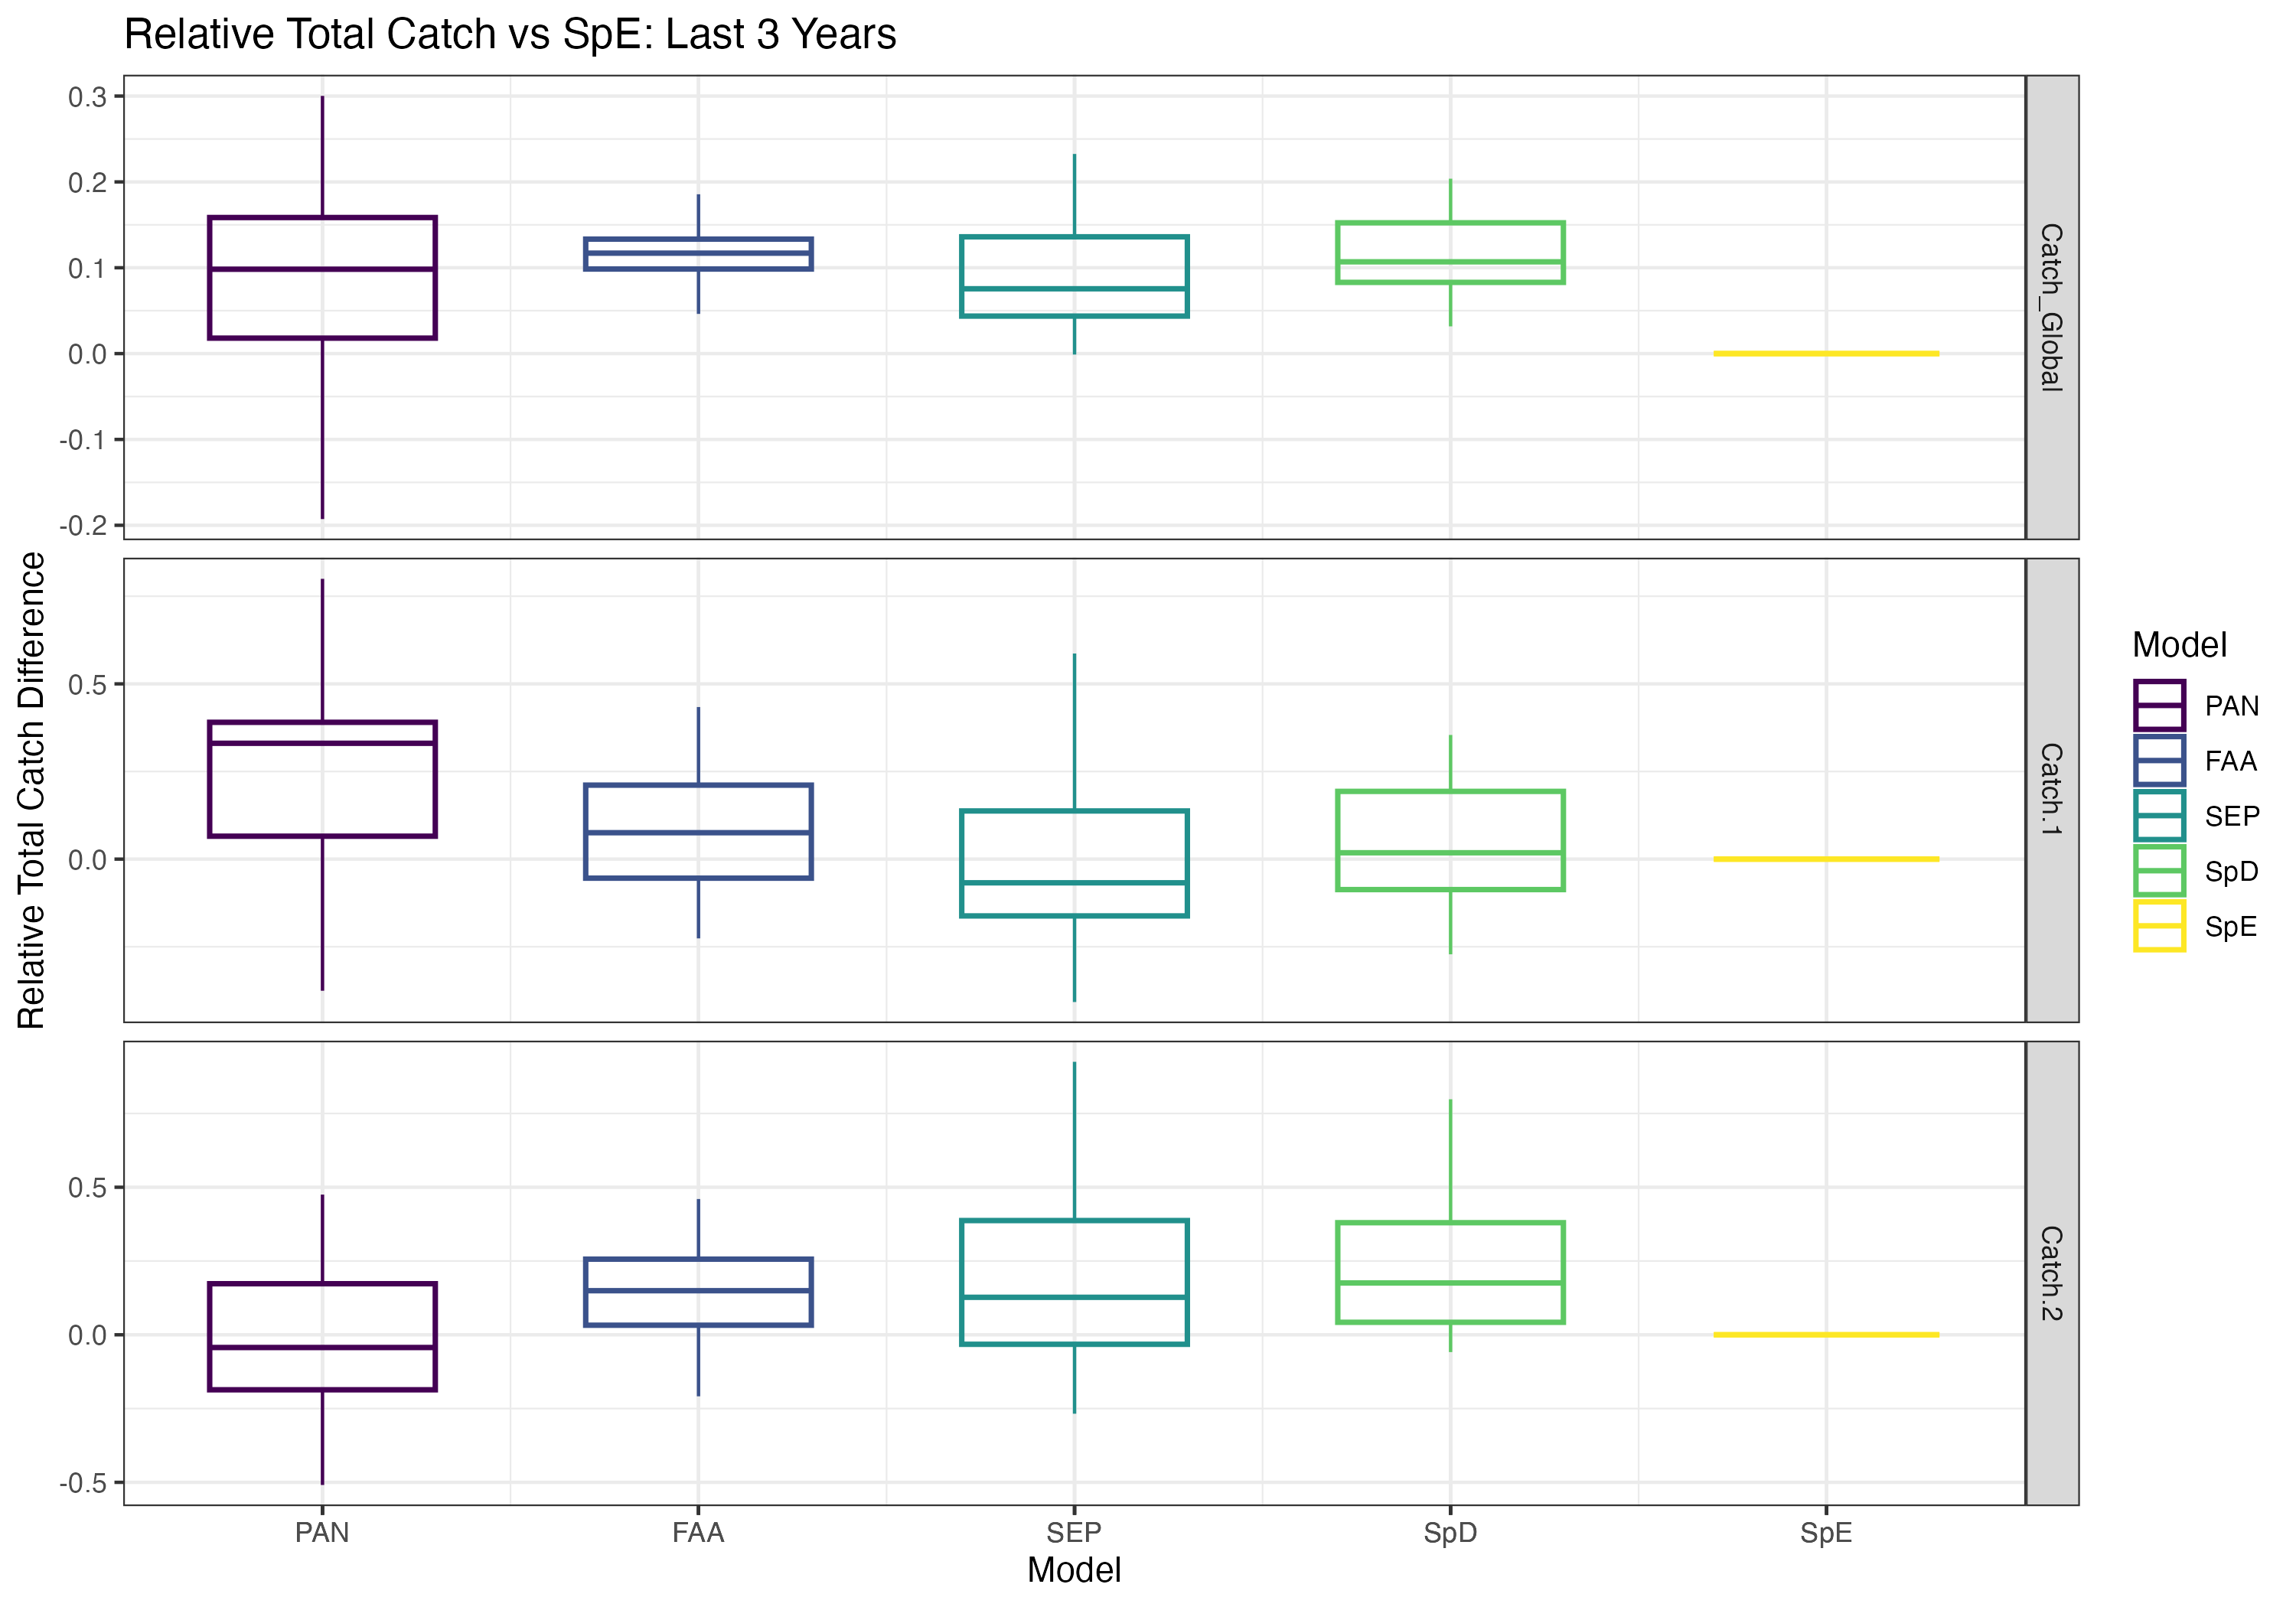 Relative Total Catch vs SpE: Last 3 Years
Relative Total Catch Difference
0.3
0.2
0.1
0.0
-0.1
-0.2
Catch_Global
0.5
0.0
Catch.1
0.5
0.0
-0.5
Catch.2
PAN
FAA
SEP
SpD
SpE
Model
Model
PAN
FAA
SEP
SpD
SpE